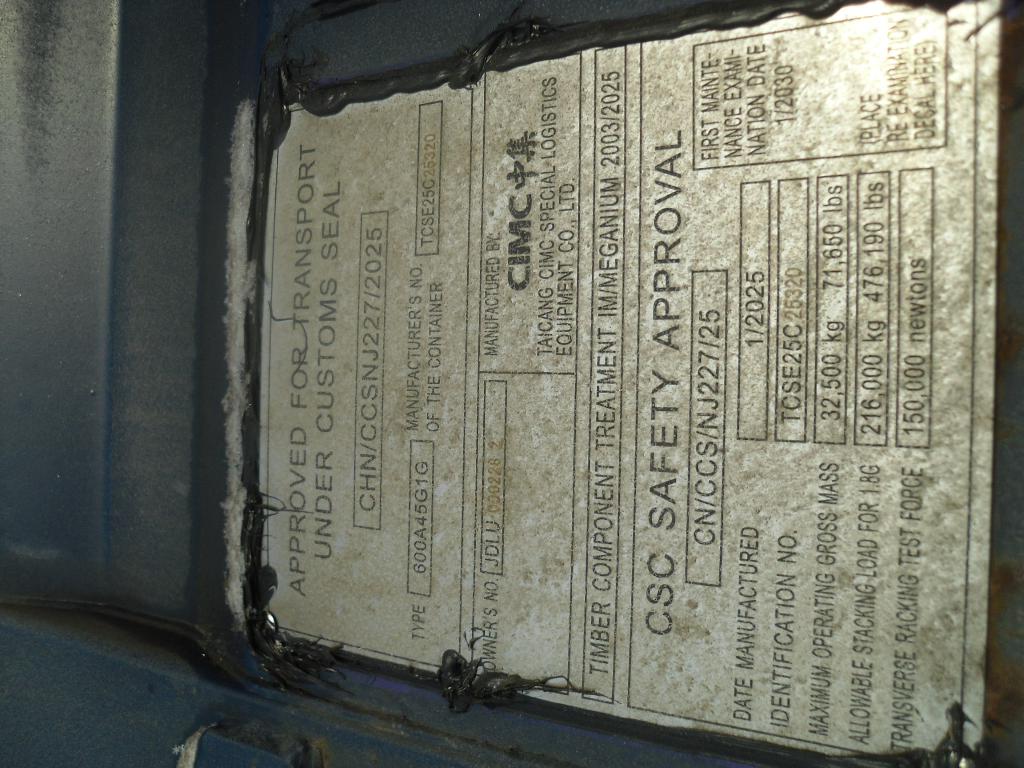 APPROVED FOR TRANSPORT
UNDER CUSTOMS SEAL
CHN/CCSNJ227/2025
TYPE 600A45G1G MANUFACTURER'S NO. OF THE CONTAINER TCSE25C25320
OWNER'S NO JDLU 030228 2
MANUFACTURED BY
CIMC 中集
TAICANG CIMC SPECIAL LOGISTICS
EQUIPMENT CO., LTD
TIMBER COMPONENT TREATMENT IM/MEGANIUM 2003/2025
CSC SAFETY APPROVAL
CN/CCS/NJ227/25
DATE MANUFACTURED 1/2025
IDENTIFICATION NO. TCSE25C25320
MAXIMUM OPERATING GROSS MASS 32,500 kg 71,650 lbs
ALLOWABLE STACKING LOAD FOR 1.8G 216,000 kg 476,190 lbs
TRANSVERSE RACKING TEST FORCE 150,000 newtons
FIRST MAINTE-
NANCE EXAMI-
NATION DATE
1/2030
(PLACE
RE EXAMINATION
DECAL HERE)